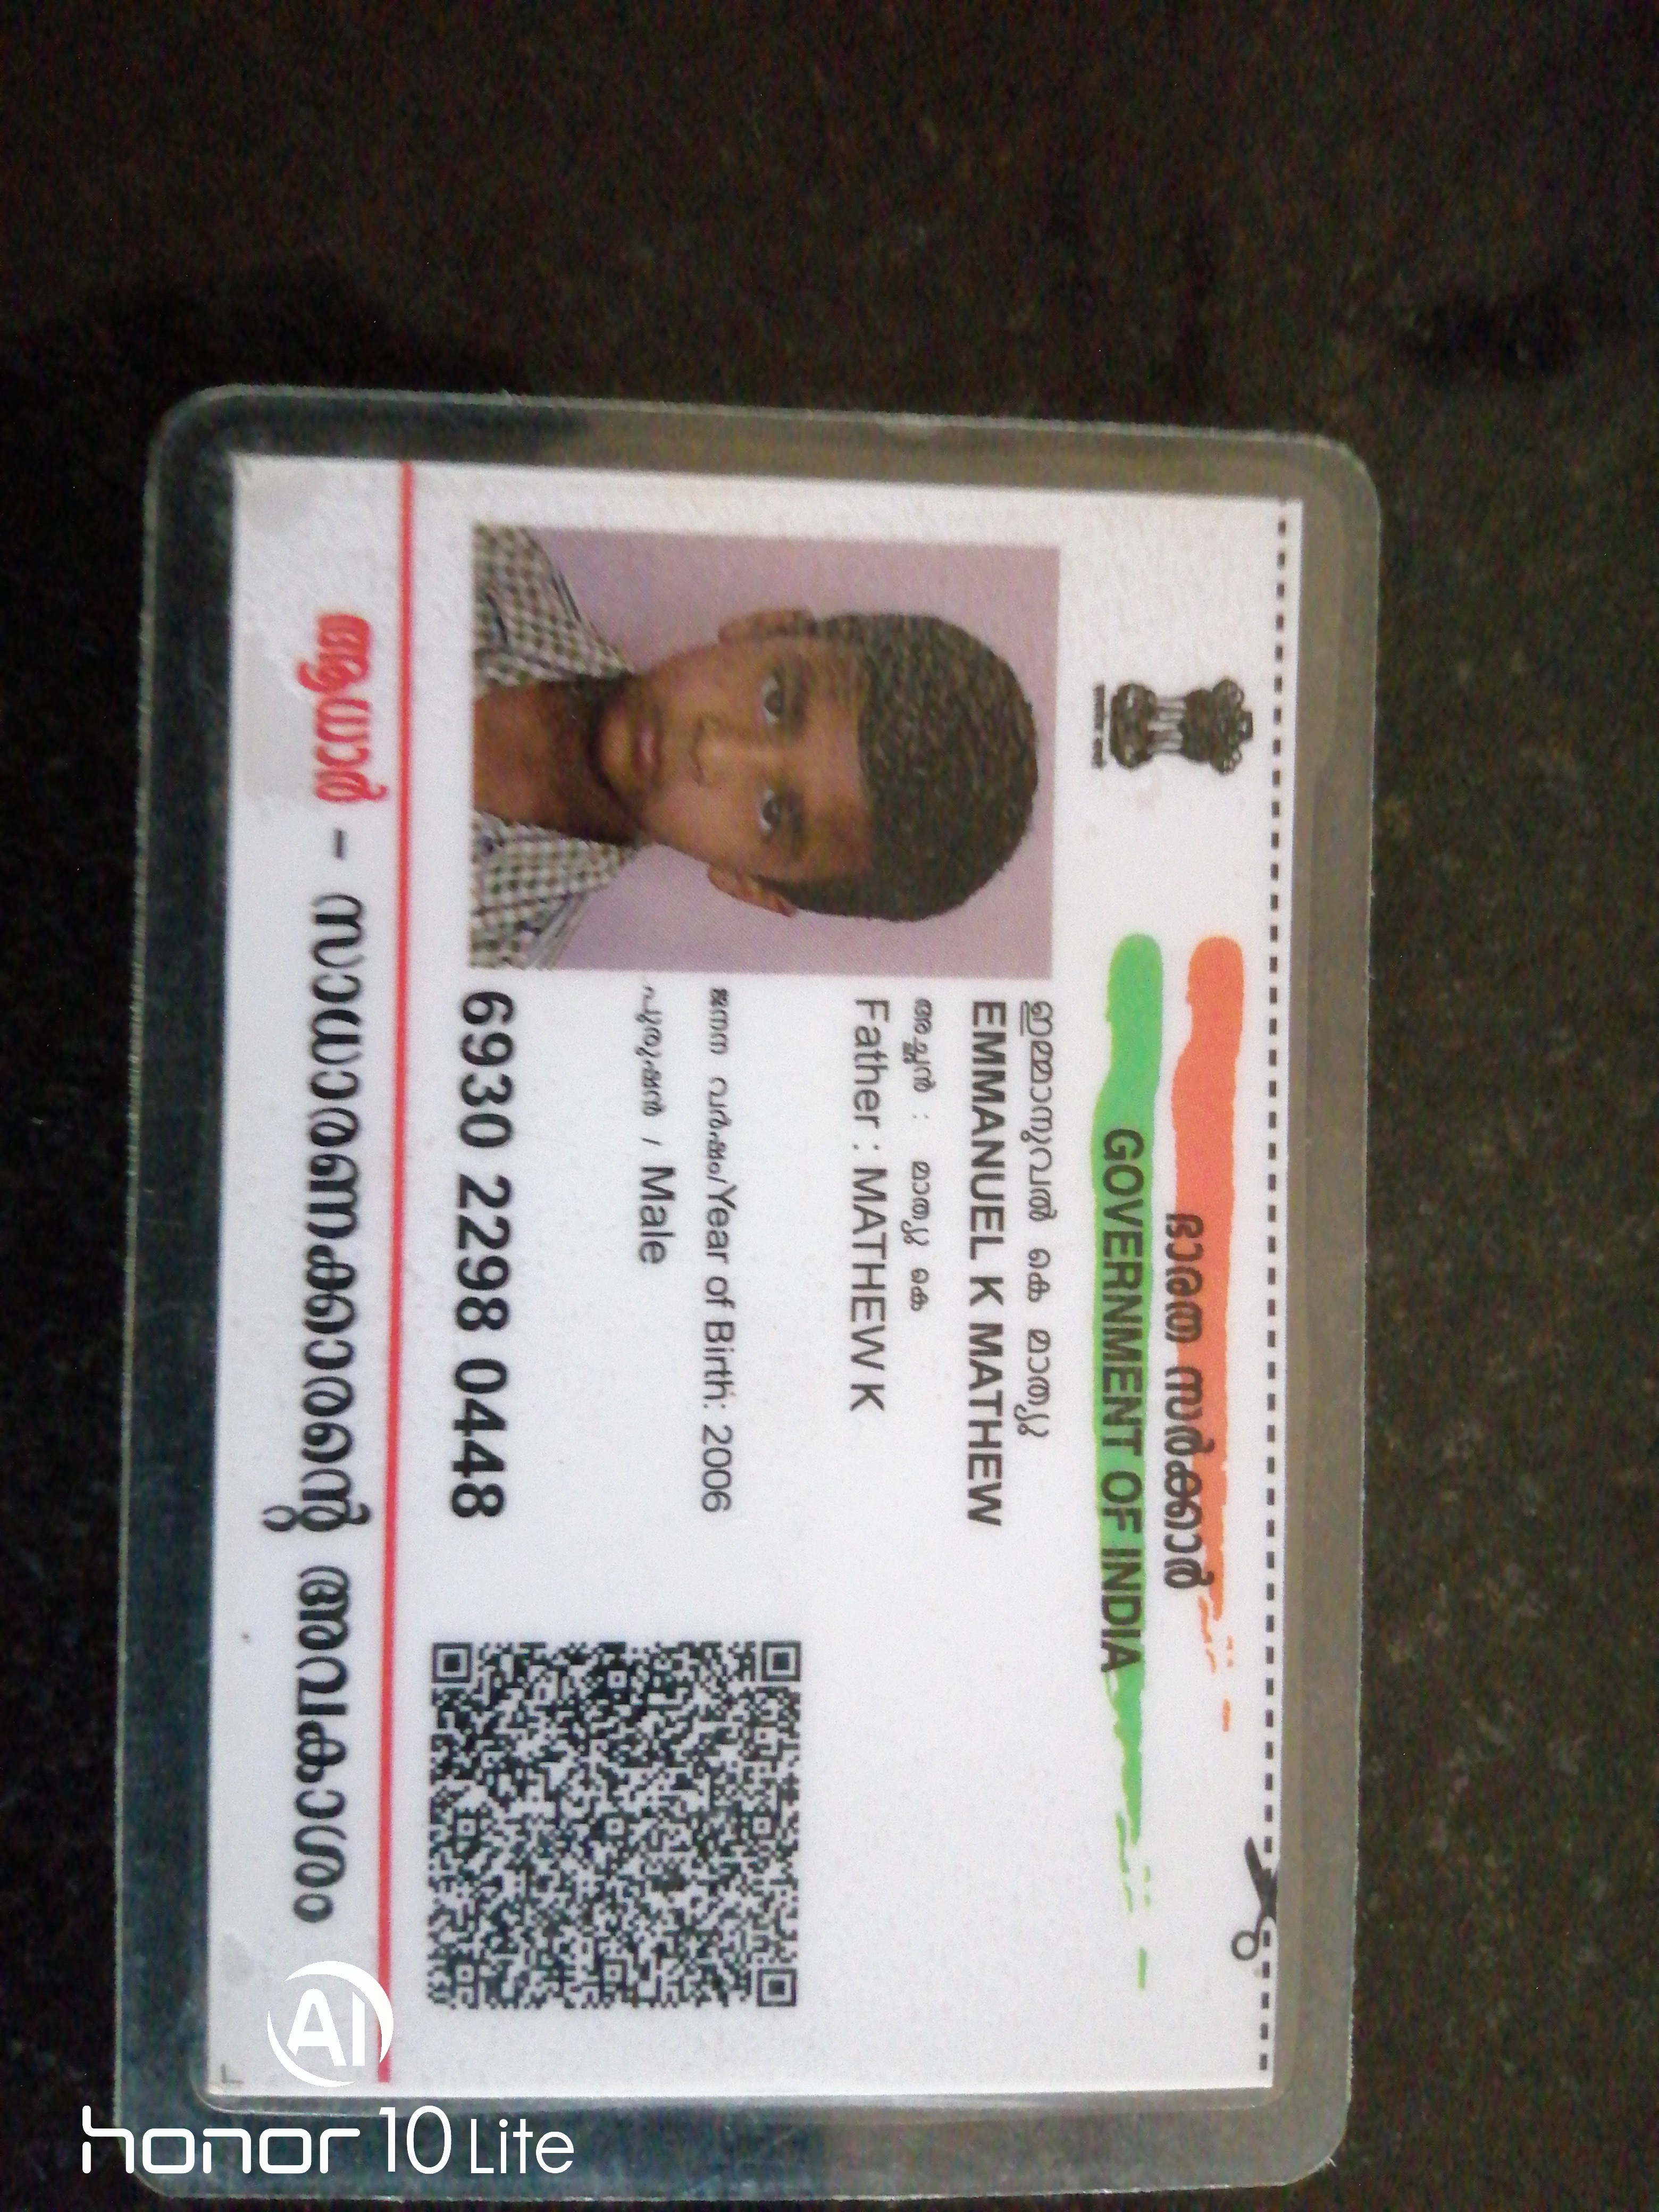 ഭാരത സർക്കാർ
GOVERNMENT OF INDIA
ഇമ്മാനുവൽ കെ മാത്യു
EMMANUEL K MATHEW
അച്ഛൻ : മാത്യു കെ
Father : MATHEW K
ജനന വർഷം/Year of Birth: 2006
പുരുഷൻ / Male
6930 2298 0448
ആധാർ – സാധാരണക്കാരന്റെ അവകാശം
AI
honor 10 Lite